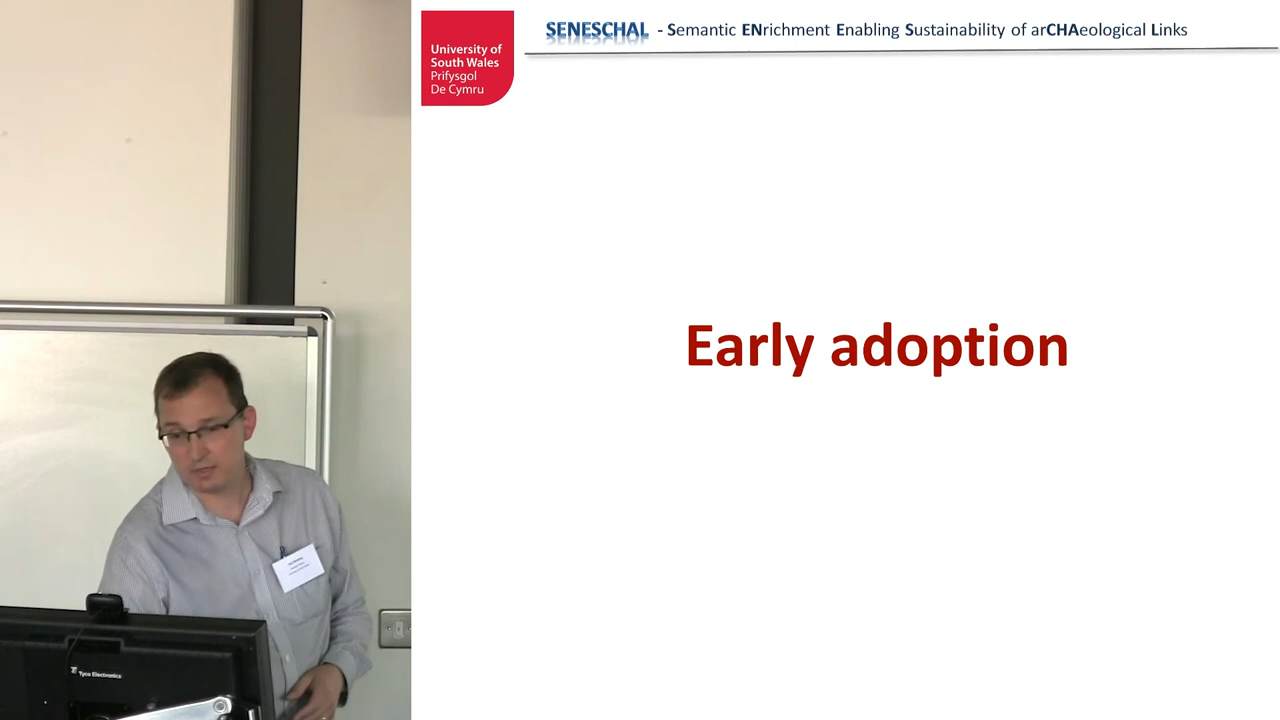 University of
South Wales
Prifysgol
De Cymru
SENESCHAL - Semantic ENrichment Enabling Sustainability of arCHAeological Links
Early adoption
Tyco Electronics